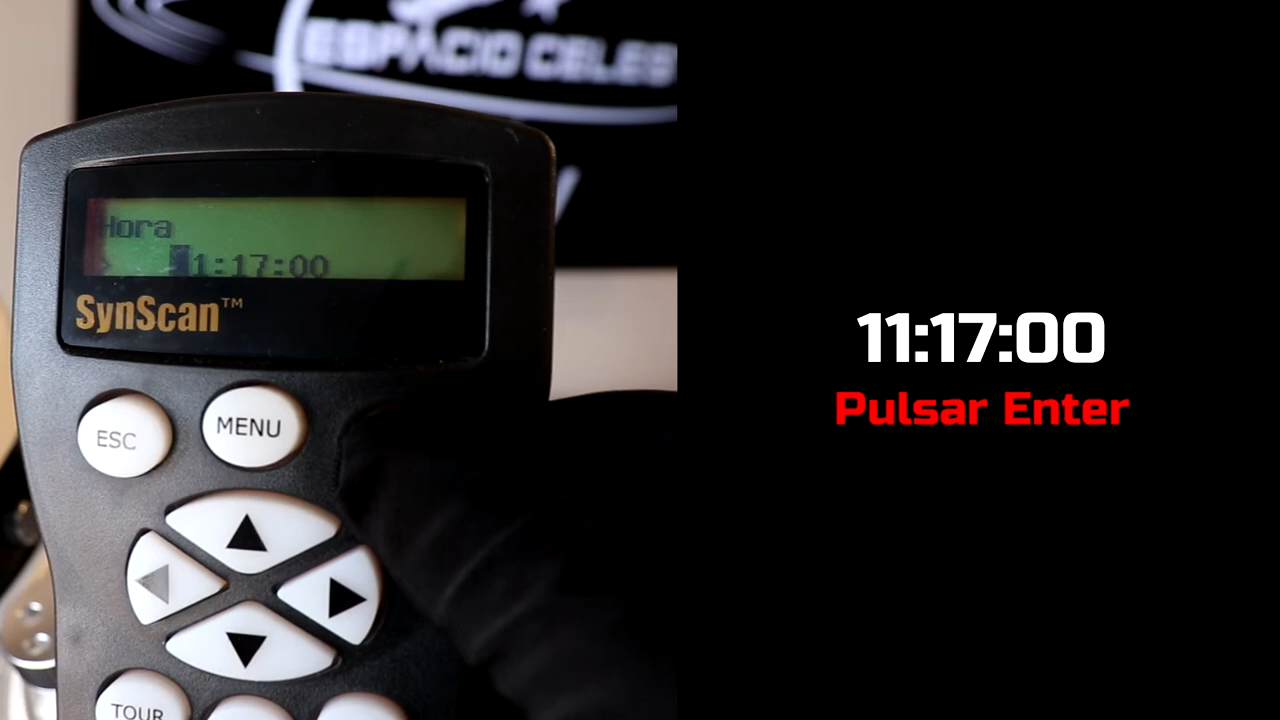 ESPACIO CELES
Hora
1:17:00
SynScan™
ESC
MENU
TOUR
11:17:00
Pulsar Enter